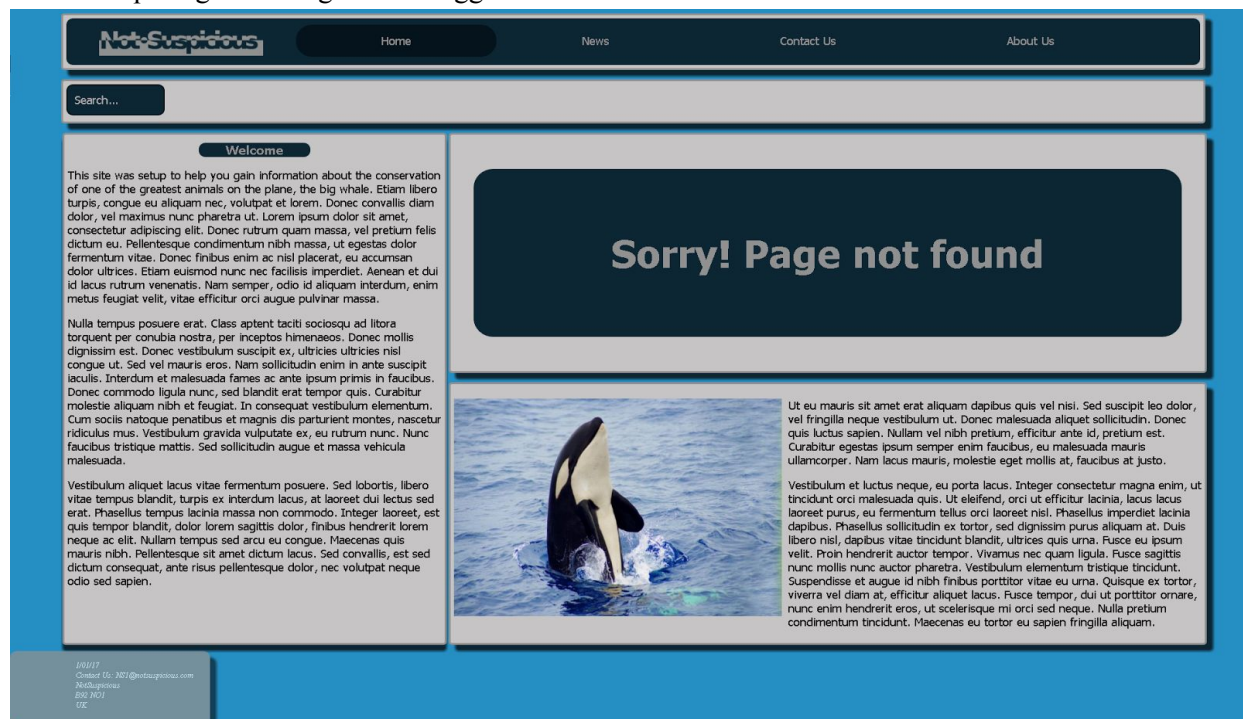 Not-Suspicious
Home
News
Contact Us
About Us
Search...
Welcome
This site was setup to help you gain information about the conservation
of one of the greatest animals on the plane, the big whale. Etiam libero
turpis, congue eu aliquam nec, volutpat et lorem. Donec convallis diam
dolor, vel maximus nunc pharetra ut. Lorem ipsum dolor sit amet,
consectetur adipiscing elit. Donec rutrum quam massa, vel pretium felis
dictum eu. Pellentesque condimentum nibh massa, ut egestas dolor
fermentum vitae. Donec finibus enim ac nisl placerat, eu accumsan
dolor ultrices. Etiam euismod nunc nec facilisis imperdiet. Aenean et dui
id lacus rutrum venenatis. Nam semper, odio id aliquam interdum, enim
metus feugiat velit, vitae efficitur orci augue pulvinar massa.
Nulla tempus posuere erat. Class aptent taciti sociosqu ad litora
torquent per conubia nostra, per inceptos himenaeos. Donec mollis
dignissim est. Donec vestibulum suscipit ex, ultricies ultricies nisl
congue ut. Sed vel mauris eros. Nam sollicitudin enim in ante suscipit
iaculis. Interdum et malesuada fames ac ante ipsum primis in faucibus.
Donec commodo ligula nunc, sed blandit erat tempor quis. Curabitur
molestie aliquam nibh et feugiat. In consequat vestibulum elementum.
Cum sociis natoque penatibus et magnis dis parturient montes, nascetur
ridiculus mus. Vestibulum gravida vulputate ex, eu rutrum nunc. Nunc
faucibus tristique mattis. Sed sollicitudin augue et massa vehicula
malesuada.
Vestibulum aliquet lacus vitae fermentum posuere. Sed lobortis, libero
vitae tempus blandit, turpis ex interdum lacus, at laoreet dui lectus sed
erat. Phasellus tempus lacinia massa non commodo. Integer laoreet, est
quis tempor blandit, dolor lorem sagittis dolor, finibus hendrerit lorem
neque ac elit. Nullam tempus sed arcu eu congue. Maecenas quis
mauris nibh. Pellentesque sit amet dictum lacus. Sed convallis, est sed
dictum consequat, ante risus pellentesque dolor, nec volutpat neque
odio sed sapien.
Sorry! Page not found
Ut eu mauris sit amet erat aliquam dapibus quis vel nisi. Sed suscipit leo dolor,
vel fringilla neque vestibulum ut. Donec malesuada aliquet sollicitudin. Donec
quis luctus sapien. Nullam vel nibh pretium, efficitur ante id, pretium est.
Curabitur egestas ipsum semper enim faucibus, eu malesuada mauris
ullamcorper. Nam lacus mauris, molestie eget mollis at, faucibus at justo.
Vestibulum et luctus neque, eu porta lacus. Integer consectetur magna enim, ut
tincidunt orci malesuada quis. Ut eleifend, orci ut efficitur lacinia, lacus lacus
laoreet purus, eu fermentum tellus orci laoreet nisl. Phasellus imperdiet lacinia
dapibus. Phasellus sollicitudin ex tortor, sed dignissim purus aliquam at. Duis
libero nisl, dapibus vitae tincidunt blandit, ultrices quis urna. Fusce eu ipsum
velit. Proin hendrerit auctor tempor. Vivamus nec quam ligula. Fusce sagittis
nunc mollis nunc auctor pharetra. Vestibulum elementum tristique tincidunt.
Suspendisse et augue id nibh finibus porttitor vitae eu urna. Quisque ex tortor,
viverra vel diam at, efficitur aliquet lacus. Fusce tempor, dui ut porttitor ornare,
nunc enim hendrerit eros, ut scelerisque mi orci sed neque. Nulla pretium
condimentum tincidunt. Maecenas eu tortor eu sapien fringilla aliquam.
1/01/17
Contact Us: NS1@notsuspicious.com
NotSuspicious
B92 NO1
UK